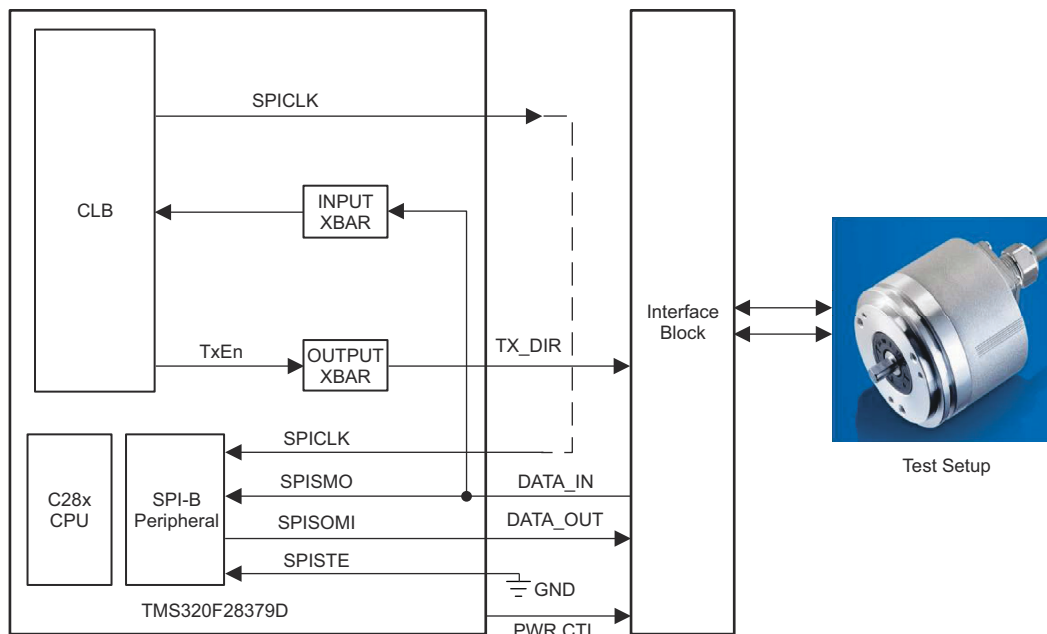 SPICLK
CLB
INPUT
XBAR
TxEn
OUTPUT
XBAR
TX_DIR
Interface
Block
SPICLK
C28x
CPU
SPI-B
Peripheral
SPISMO
DATA_IN
SPISOMI
DATA_OUT
SPISTE
GND
TMS320F28379D
PWR CTL
Test Setup